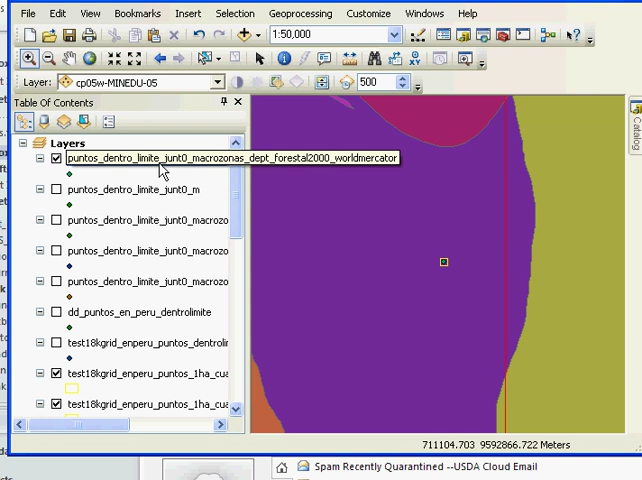 File Edit View Bookmarks Insert Selection Geoprocessing Customize Windows Help
1:50,000
Layer: cp05w-MINEDU-05 500
Table Of Contents
Catalog
Layers
puntos_dentro_limite_junt0_macrozonas_dept_forestal2000_worldmercator
puntos_dentro_limite_junt0_m
puntos_dentro_limite_junt0_macrozo
puntos_dentro_limite_junt0_macrozo
puntos_dentro_limite_junt0_macrozo
dd_puntos_en_peru_dentrolimite
test18kgrid_enperu_puntos_dentrolir
test18kgrid_enperu_puntos_1ha_cua
test18kgrid_enperu_puntos_1ha_cua
711104.703 9592866.722 Meters
Spam Recently Quarantined --USDA Cloud Email